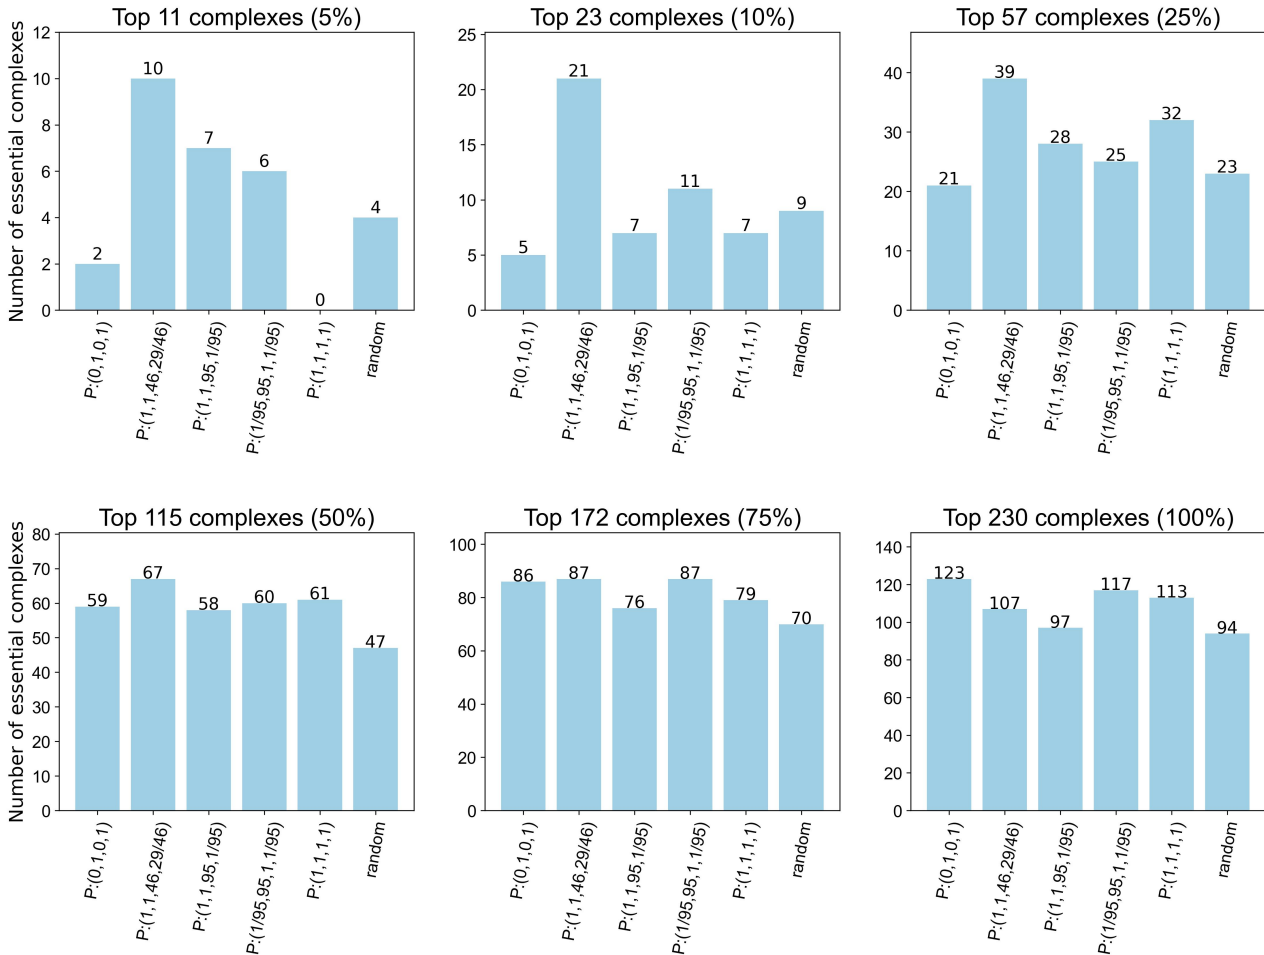 Top 11 complexes (5%)
Number of essential complexes
12
10
8
6
4
2
0
10
7
6
4
2
0
P:(0,1,0,1)
P:(1,1,46,29/46)
P:(1,1,95,1/95)
P:(1/95,95,1,1/95)
P:(1,1,1,1)
random
Top 23 complexes (10%)
25
20
15
10
5
0
5
21
7
11
7
9
P:(0,1,0,1)
P:(1,1,46,29/46)
P:(1,1,95,1/95)
P:(1/95,95,1,1/95)
P:(1,1,1,1)
random
Top 57 complexes (25%)
40
30
20
10
0
21
39
28
25
32
23
P:(0,1,0,1)
P:(1,1,46,29/46)
P:(1,1,95,1/95)
P:(1/95,95,1,1/95)
P:(1,1,1,1)
random
Top 115 complexes (50%)
Number of essential complexes
80
70
60
50
40
30
20
10
0
59
67
58
60
61
47
P:(0,1,0,1)
P:(1,1,46,29/46)
P:(1,1,95,1/95)
P:(1/95,95,1,1/95)
P:(1,1,1,1)
random
Top 172 complexes (75%)
100
80
60
40
20
0
86
87
76
87
79
70
P:(0,1,0,1)
P:(1,1,46,29/46)
P:(1,1,95,1/95)
P:(1/95,95,1,1/95)
P:(1,1,1,1)
random
Top 230 complexes (100%)
140
120
100
80
60
40
20
0
123
107
97
117
113
94
P:(0,1,0,1)
P:(1,1,46,29/46)
P:(1,1,95,1/95)
P:(1/95,95,1,1/95)
P:(1,1,1,1)
random